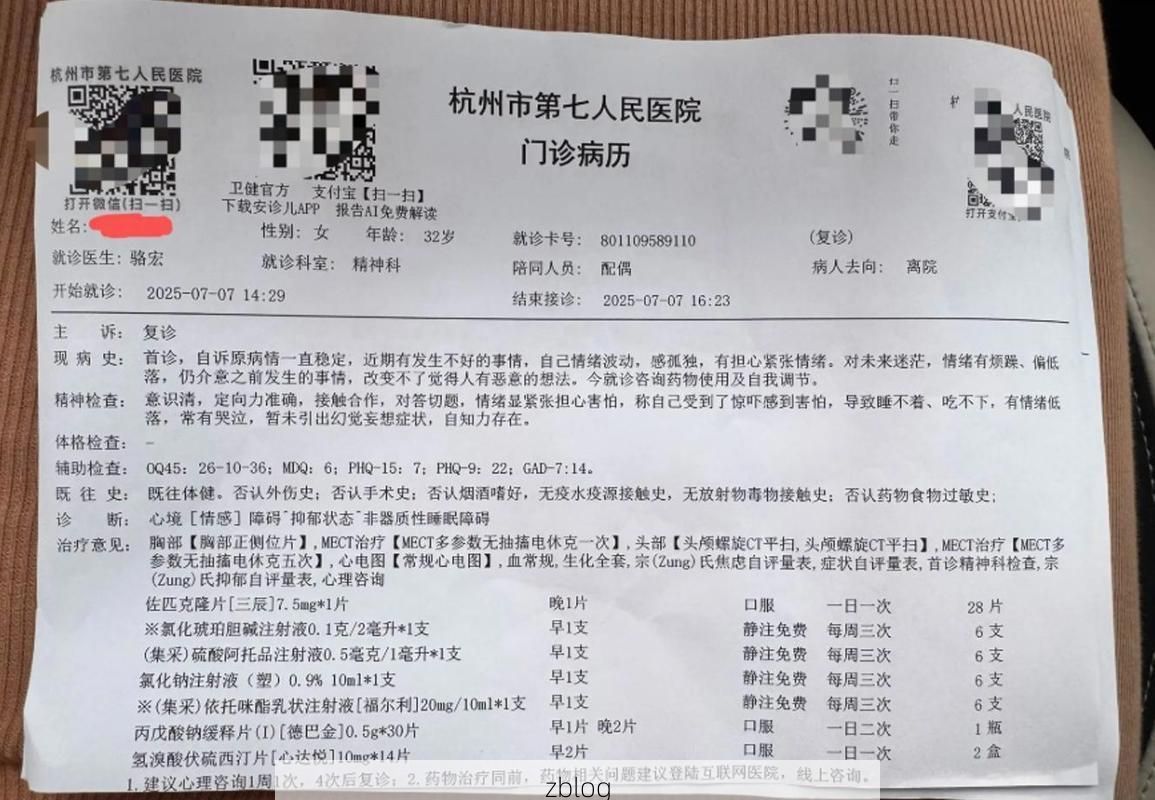 杭州市第七人民医院
打开微信(扫一扫)
卫健官方 支付宝【扫一扫】
下载安诊儿APP 报告AI免费解读
杭州市第七人民医院
门诊病历
扫一扫带你走
人民医院
打开支付宝
姓名:
性别: 女 年龄: 32岁
就诊卡号: 801109589110
(复诊)
就诊医生: 骆宏
就诊科室: 精神科
陪同人员: 配偶
病人去向: 离院
开始就诊: 2025-07-07 14:29
结束接诊: 2025-07-07 16:23
主 诉: 复诊
现 病 史: 首诊, 自诉原病情一直稳定, 近期有发生不好的事情, 自己情绪波动, 感孤独, 有担心紧张情绪。对未来迷茫, 情绪有烦躁、偏低
落, 仍介意之前发生的事情, 改变不了觉得人有恶意的想法。今就诊咨询药物使用及自我调节。
精神检查: 意识清, 定向力准确, 接触合作, 对答切题, 情绪显紧张担心害怕, 称自己受到了惊吓感到害怕, 导致睡不着、吃不下, 有情绪低
落, 常有哭泣, 暂未引出幻觉妄想症状, 自知力存在。
体格检查: -
辅助检查: OQ45: 26-10-36; MDQ: 6; PHQ-15: 7; PHQ-9: 22; GAD-7:14。
既 往 史: 既往体健。否认外伤史; 否认手术史; 否认烟酒嗜好, 无疫水疫源接触史, 无放射物毒物接触史; 否认药物食物过敏史;
诊 断: 心境［情感］障碍^抑郁状态^非器质性睡眠障碍
治疗意见: 胸部【胸部正侧位片】,MECT治疗【MECT多参数无抽搐电休克一次】,头部【头颅螺旋CT平扫,头颅螺旋CT平扫】,MECT治疗【MECT多
参数无抽搐电休克五次】,心电图【常规心电图】,血常规,生化全套,宗(Zung)氏焦虑自评量表,症状自评量表,首诊精神科检查,宗
(Zung)氏抑郁自评量表,心理咨询
佐匹克隆片[三辰]7.5mg*1片 晚1片 口服 一日一次 28 片
※氯化琥珀胆碱注射液0.1克/2毫升*1支 早1支 静注免费 每周三次 6 支
(集采)硫酸阿托品注射液0.5毫克/1毫升*1支 早1支 静注免费 每周三次 6 支
氯化钠注射液（塑）0.9% 10ml*1支 早1支 静注免费 每周三次 6 支
※(集采)依托咪酯乳状注射液[福尔利]20mg/10ml*1支 早1支 静注免费 每周三次 6 支
丙戊酸钠缓释片(I)[德巴金]0.5g*30片 早1片 晚2片 口服 一日二次 1 瓶
氢溴酸伏硫西汀片[心达悦]10mg*14片 早2片 口服 一日一次 2 盒
1. 建议心理咨询1周1次, 4次后复诊; 2. 药物治疗同前, 药物相关问题建议登陆互联网医院, 线上咨询。
zblog